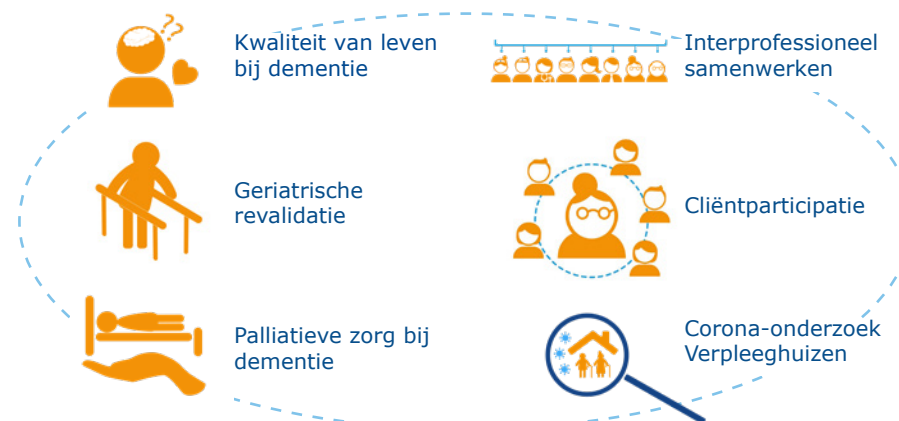 Kwaliteit van leven
bij dementie
Interprofessioneel
samenwerken
Geriatrische
revalidatie
Cliëntparticipatie
Palliatieve zorg bij
dementie
Corona-onderzoek
Verpleeghuizen